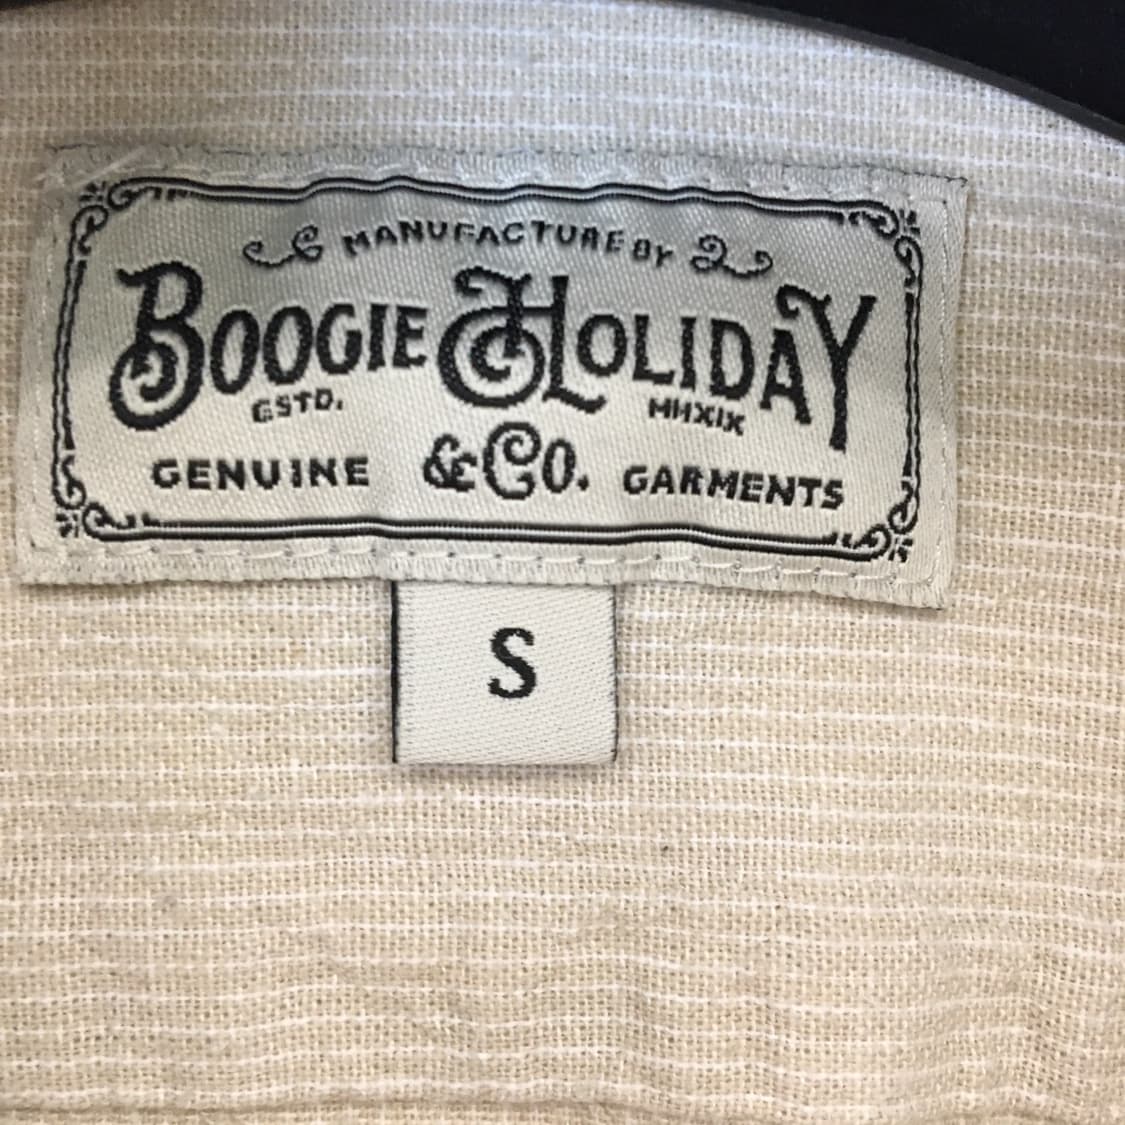 MANUFACTURE BY
BOOGIE HOLIDAY
ESTD. MMXIX
GENUINE &CO. GARMENTS
S